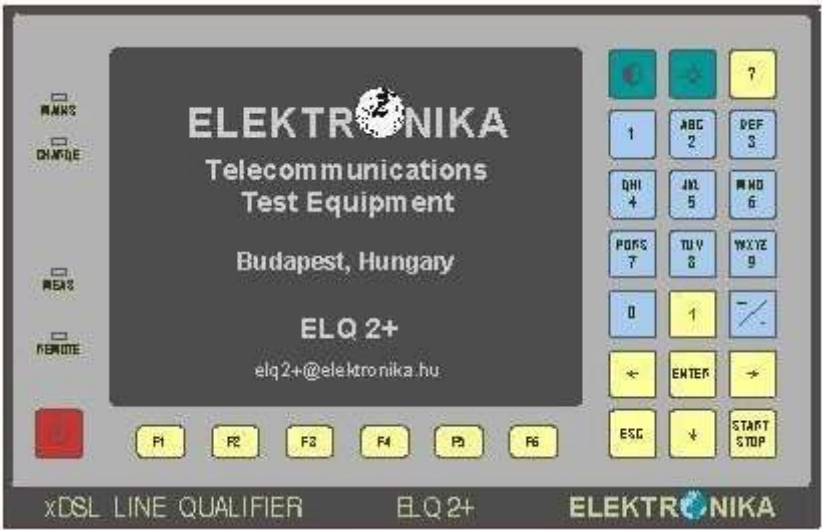 MAINS
CHARGE
MEAS
REMOTE
ELEKTRONIKA
Telecommunications
Test Equipment
Budapest, Hungary
ELQ 2+
elq2+@elektronika.hu
?
1
ABC
2
DEF
3
GHI
4
JKL
5
MNO
6
PQRS
7
TUV
8
WXYZ
9
0
ENTER
ESC
START
STOP
F1 F2 F3 F4 F5 F6
xDSL LINE QUALIFIER ELQ 2+ ELEKTRONIKA